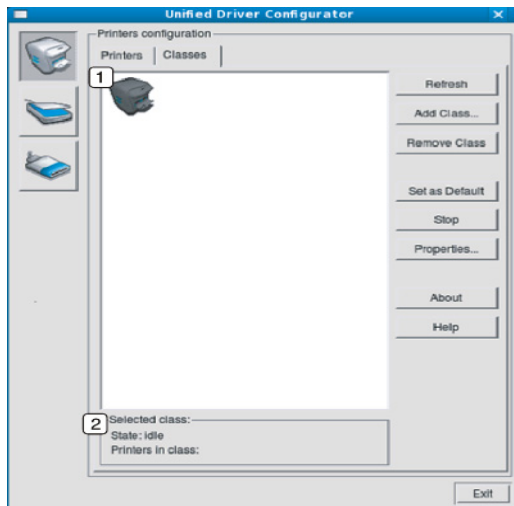 Unified Driver Configurator
Printers configuration
Printers
Classes
1
Refresh
Add Class...
Remove Class
Set as Default
Stop
Properties...
About
Help
2
Selected class:
State: idle
Printers in class:
Exit